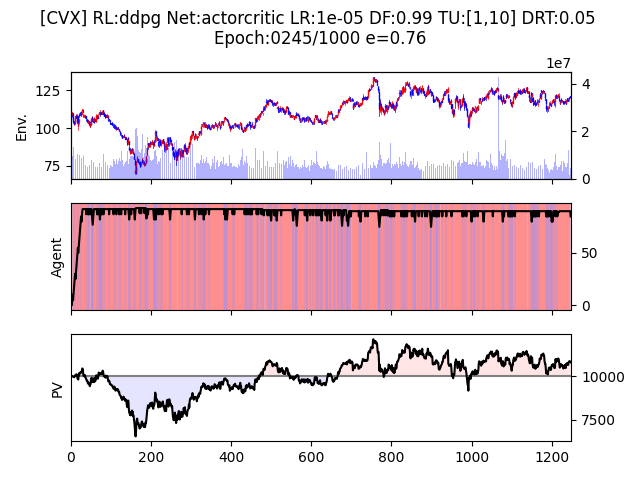 [CVX] RL:ddpg Net:actorcritic LR:1e-05 DF:0.99 TU:[1,10] DRT:0.05
Epoch:0245/1000 e=0.76
1e7
125
100
75
Env.
4
2
0
Agent
50
0
PV
10000
7500
0 200 400 600 800 1000 1200